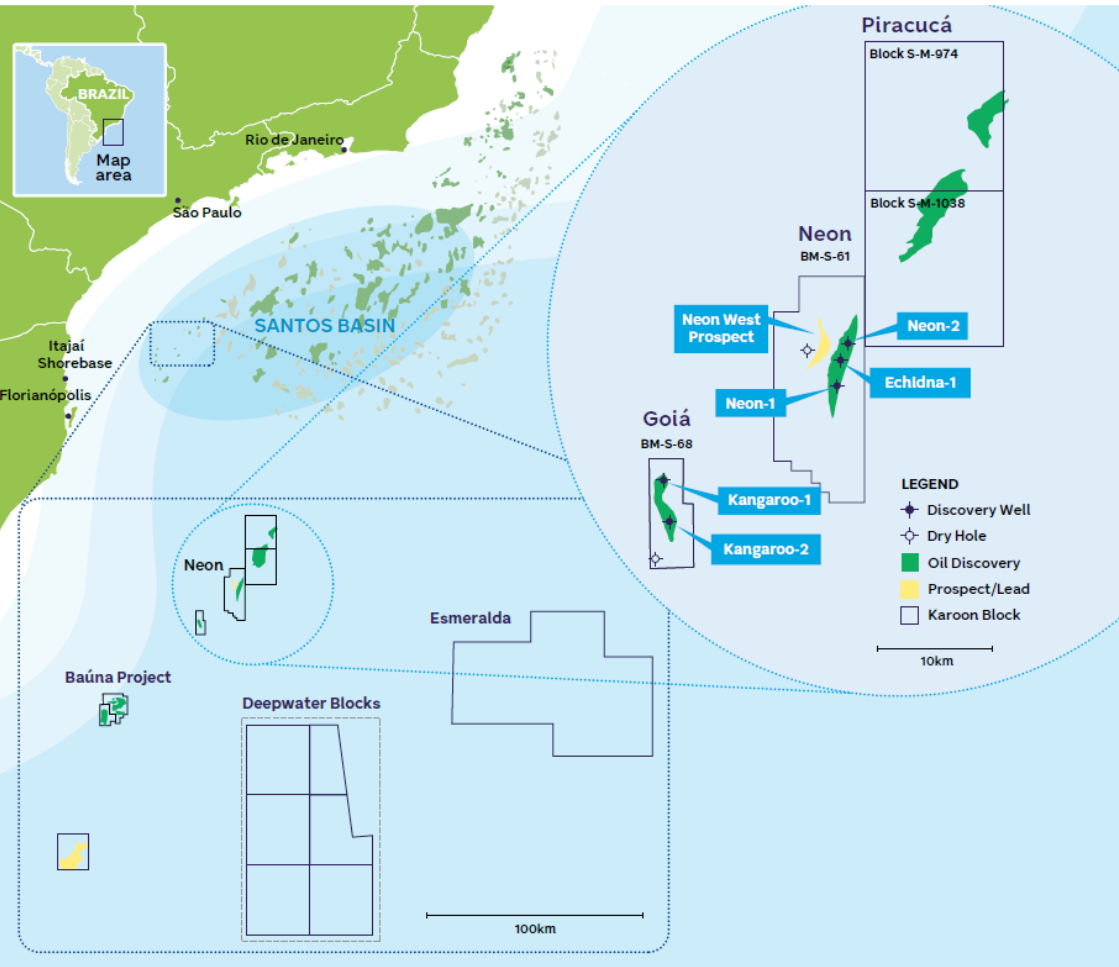 BRAZIL
Map
area
Rio de Janeiro
São Paulo
SANTOS BASIN
Itajaí
Shorebase
Florianópolis
Piracucá
Block S-M-974
Block S-M-1038
Neon
BM-S-61
Neon West
Prospect
Neon-2
Echidna-1
Neon-1
Goiá
BM-S-68
Kangaroo-1
Kangaroo-2
LEGEND
Discovery Well
Dry Hole
Oil Discovery
Prospect/Lead
Karoon Block
10km
Neon
Esmeralda
Baúna Project
Deepwater Blocks
100km